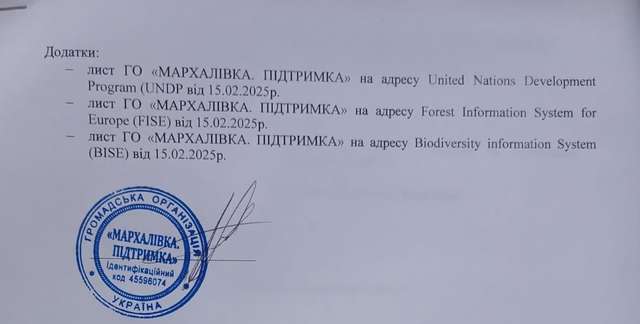 Додатки:
– лист ГО «МАРХАЛІВКА. ПІДТРИМКА» на адресу United Nations Development
Program (UNDP від 15.02.2025р.
– лист ГО «МАРХАЛІВКА. ПІДТРИМКА» на адресу Forest Information System for
Europe (FISE) від 15.02.2025р.
– лист ГО «МАРХАЛІВКА. ПІДТРИМКА» на адресу Biodiversity information System
(BISE) від 15.02.2025р.
ГРОМАДСЬКА ОРГАНІЗАЦІЯ
«МАРХАЛІВКА.
ПІДТРИМКА»
Ідентифікаційний
код 45596074
УКРАЇНА